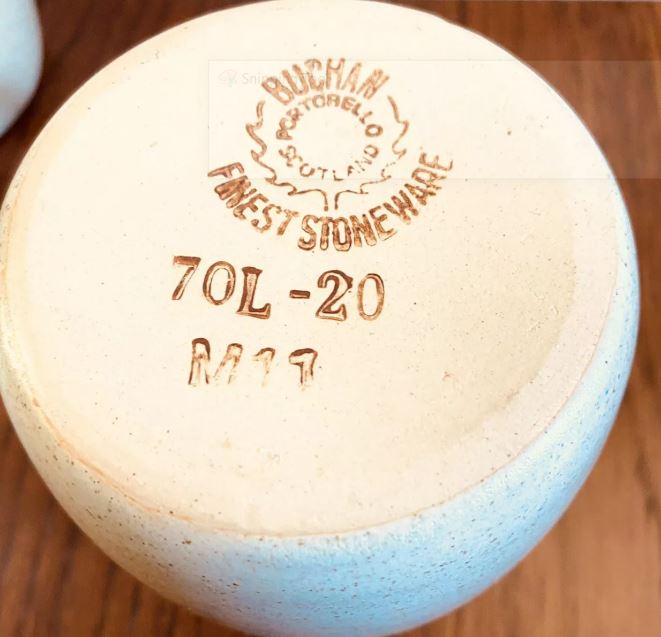 BUCHAN
PORTOBELLO
SCOTLAND
FINEST STONEWARE
70L-20
M11